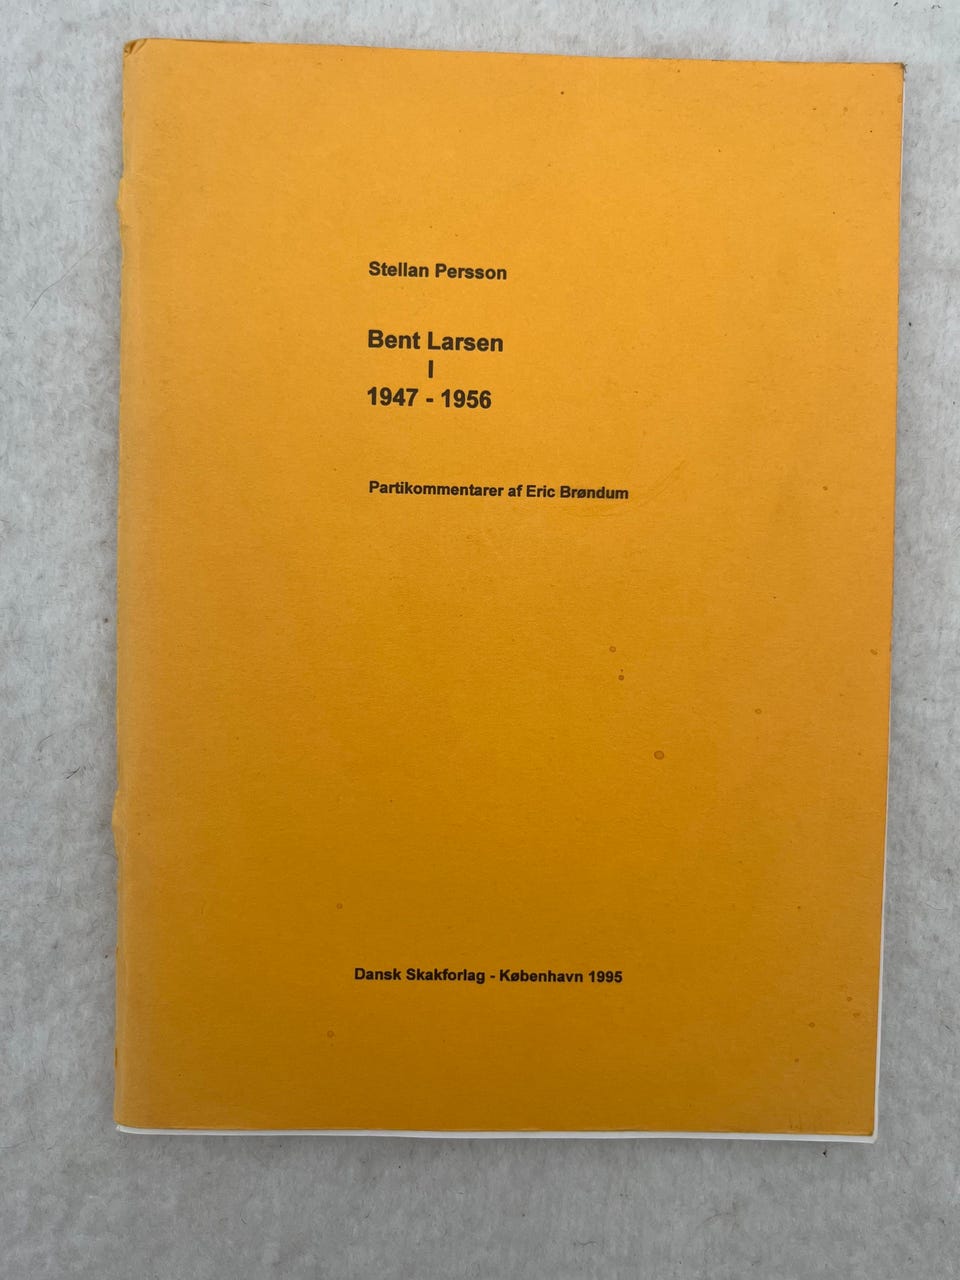 Stellan Persson
Bent Larsen
I
1947 - 1956
Partikommentarer af Eric Brøndum
Dansk Skakforlag - København 1995